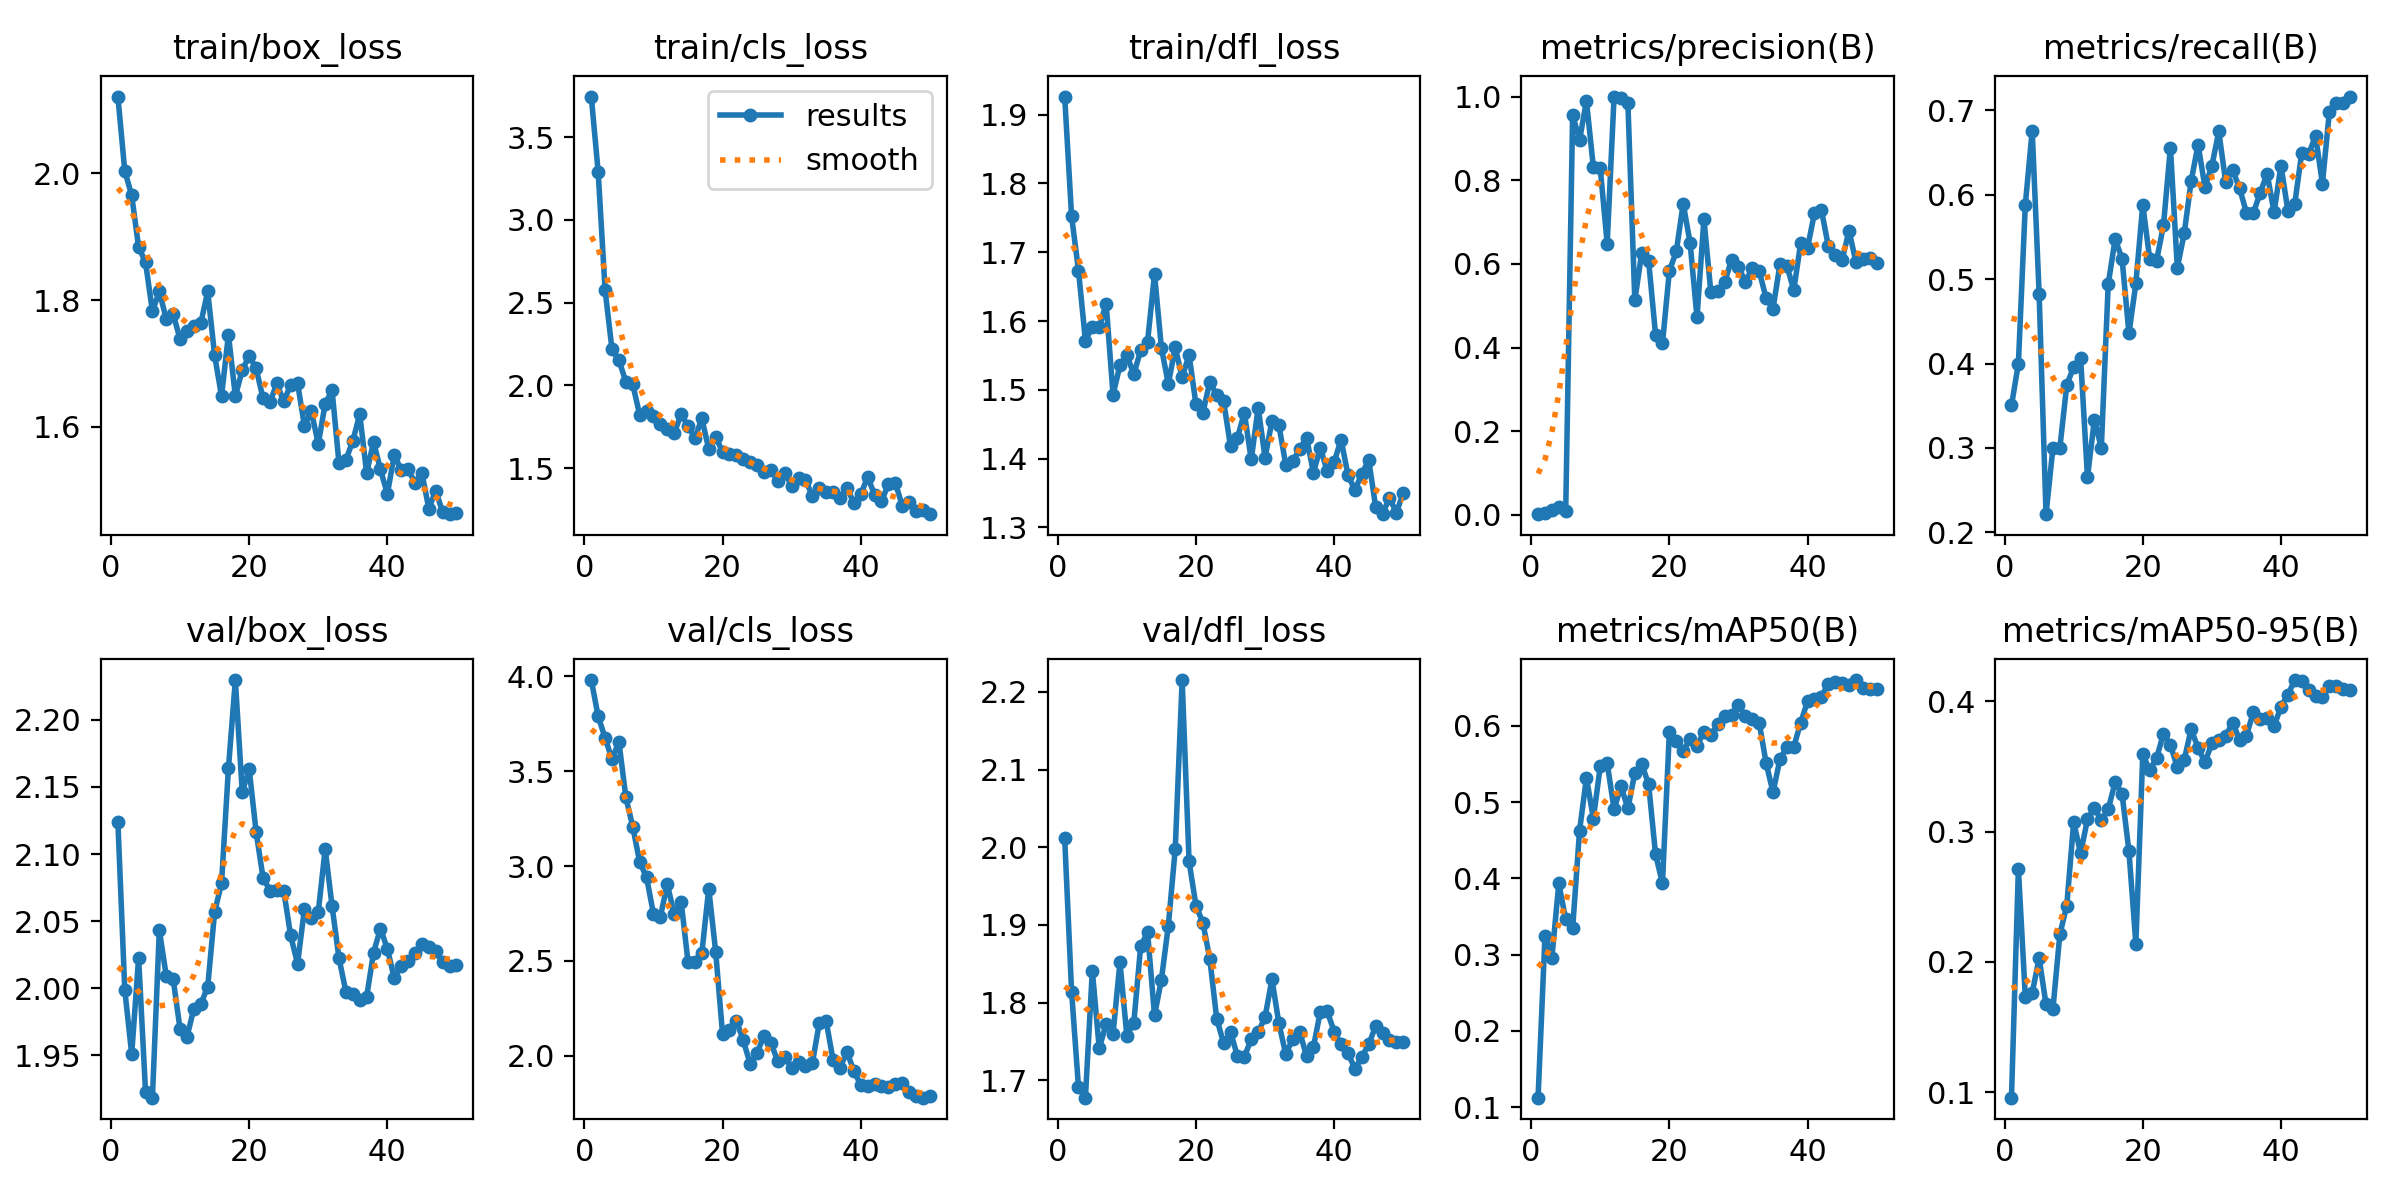 train/box_loss
train/cls_loss
train/dfl_loss
metrics/precision(B)
metrics/recall(B)
results
smooth
2.0
1.8
1.6
0 20 40
3.5
3.0
2.5
2.0
1.5
0 20 40
1.9
1.8
1.7
1.6
1.5
1.4
1.3
0 20 40
1.0
0.8
0.6
0.4
0.2
0.0
0 20 40
0.7
0.6
0.5
0.4
0.3
0.2
0 20 40
val/box_loss
val/cls_loss
val/dfl_loss
metrics/mAP50(B)
metrics/mAP50-95(B)
2.20
2.15
2.10
2.05
2.00
1.95
0 20 40
4.0
3.5
3.0
2.5
2.0
0 20 40
2.2
2.1
2.0
1.9
1.8
1.7
0 20 40
0.6
0.5
0.4
0.3
0.2
0.1
0 20 40
0.4
0.3
0.2
0.1
0 20 40